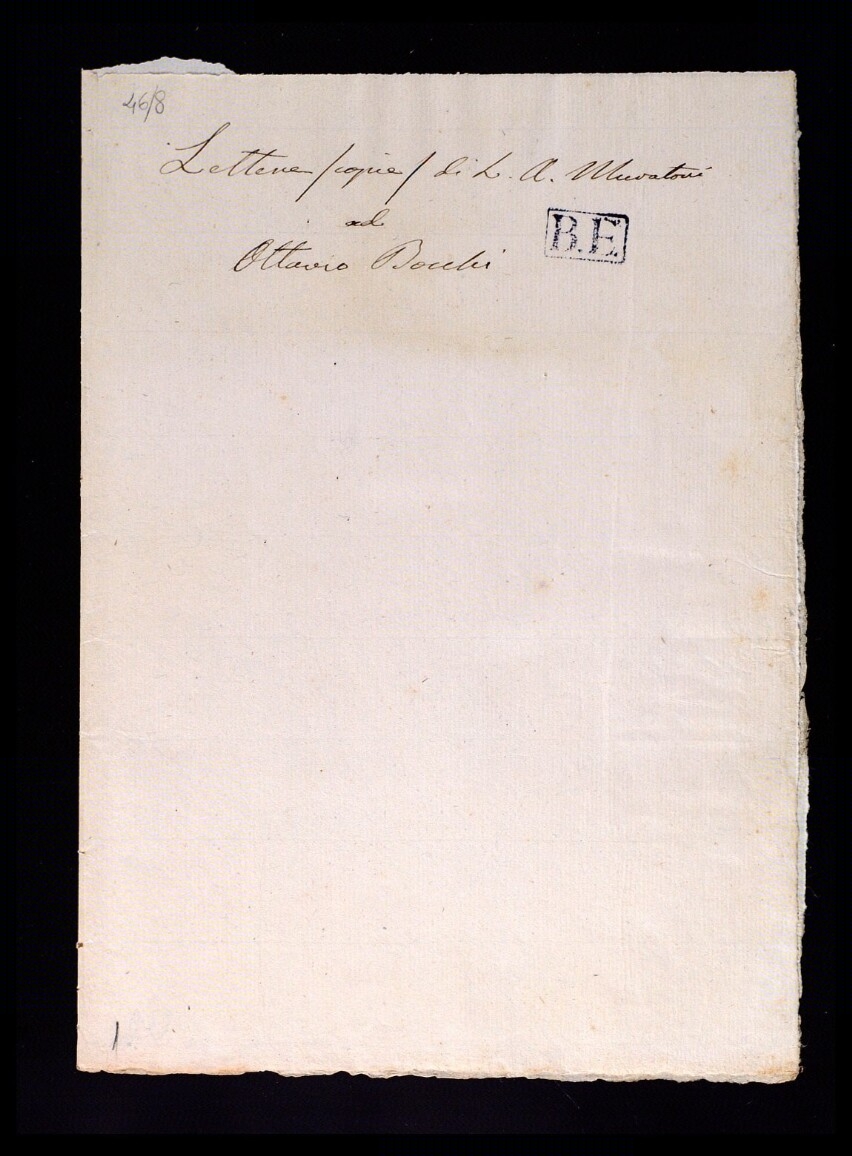 46/8
Lettere /copie/ di L. A. Muratori
ad
Ottavio Bocchi
B.E.
1